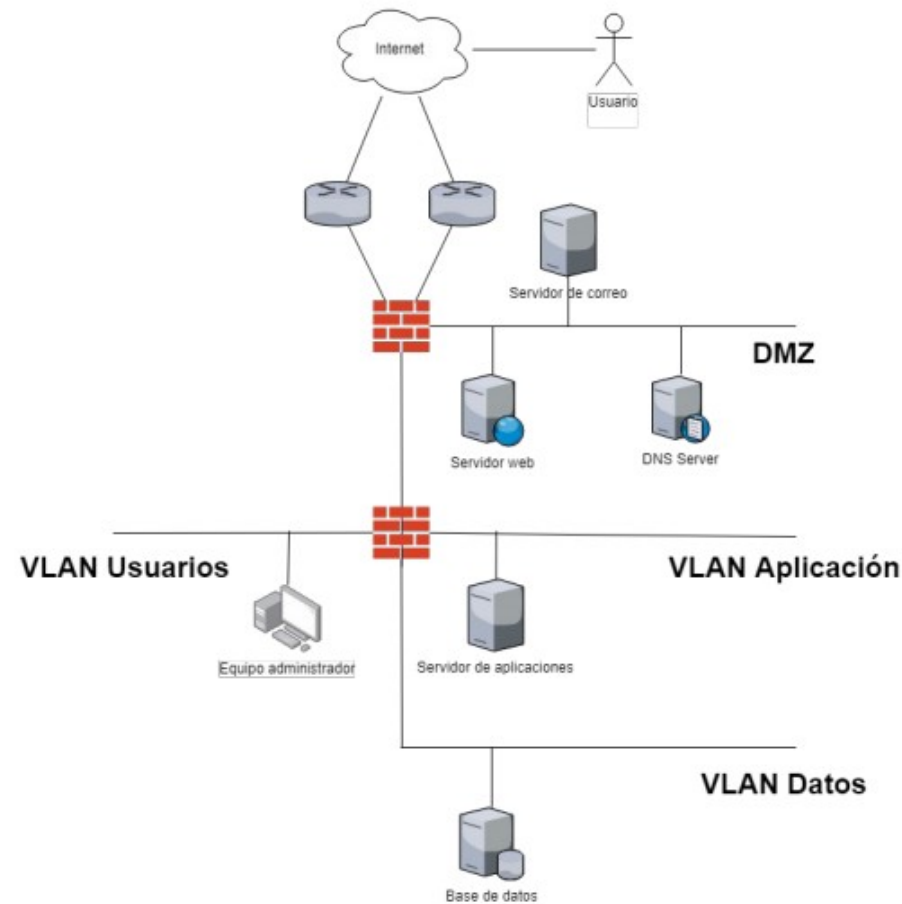 Internet
Usuario
Servidor de correo
DMZ
Servidor web
DNS Server
VLAN Usuarios
VLAN Aplicación
Equipo administrador
Servidor de aplicaciones
VLAN Datos
Base de datos